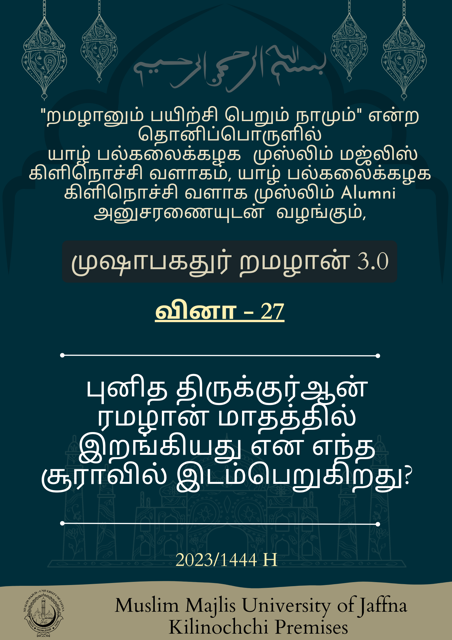 بسم الله الرحمن الرحيم
"றமழானும் பயிற்சி பெறும் நாமும்" என்ற
தொனிப்பொருளில்
யாழ் பல்கலைக்கழக முஸ்லிம் மஜ்லிஸ்
கிளிநொச்சி வளாகம், யாழ் பல்கலைக்கழக
கிளிநொச்சி வளாக முஸ்லிம் Alumni
அனுசரணையுடன் வழங்கும்,
முஷாபகதுர் றமழான் 3.0
வினா - 27
புனித திருக்குர்ஆன்
ரமழான் மாதத்தில்
இறங்கியது என எந்த
சூராவில் இடம்பெறுகிறது?
2023/1444 H
Muslim Majlis University of Jaffna
Kilinochchi Premises